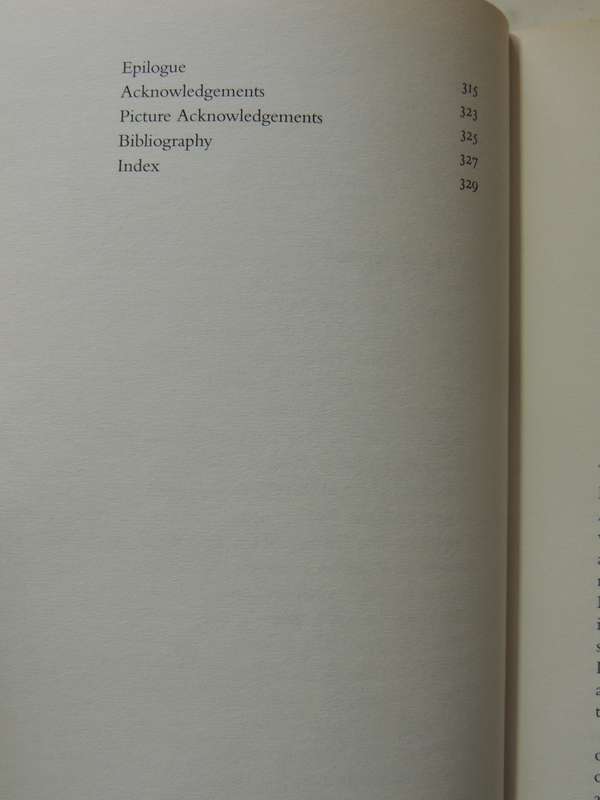 Epilogue 315
Acknowledgements 323
Picture Acknowledgements 325
Bibliography 327
Index 329